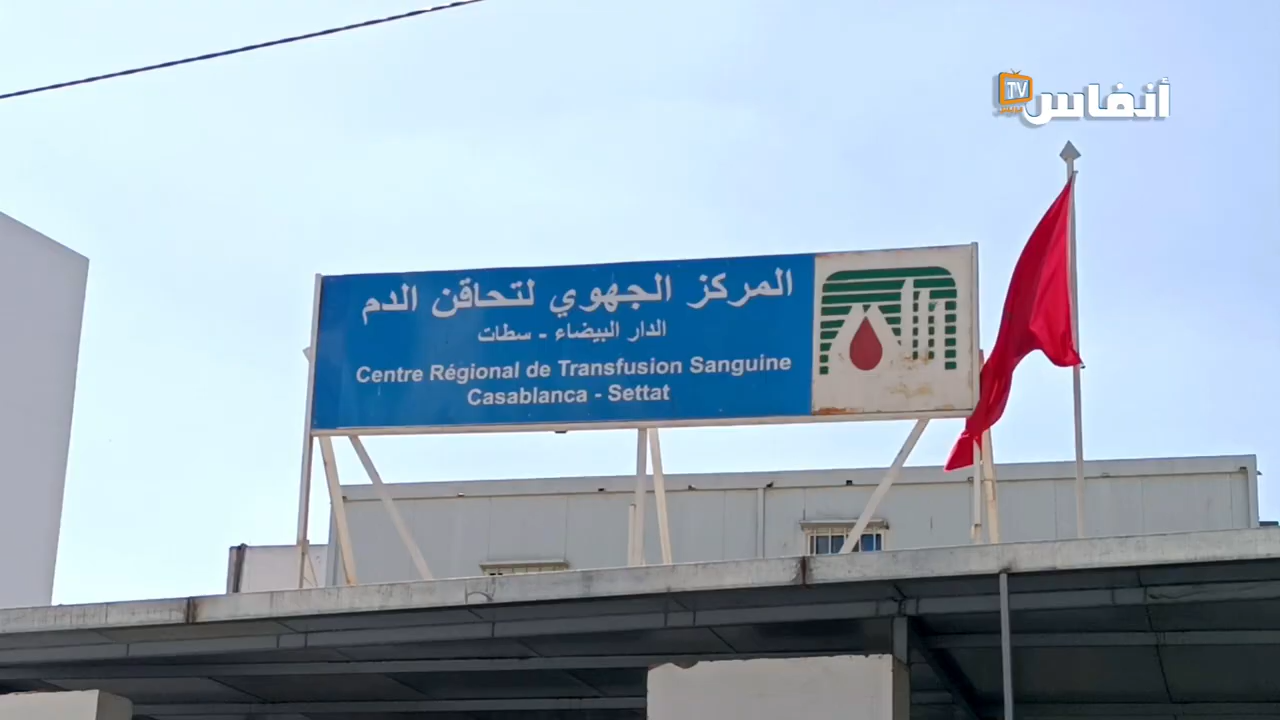 أنفاس
TV
المركز الجهوي لتحاقن الدم
الدار البيضاء - سطات
Centre Régional de Transfusion Sanguine
Casablanca - Settat